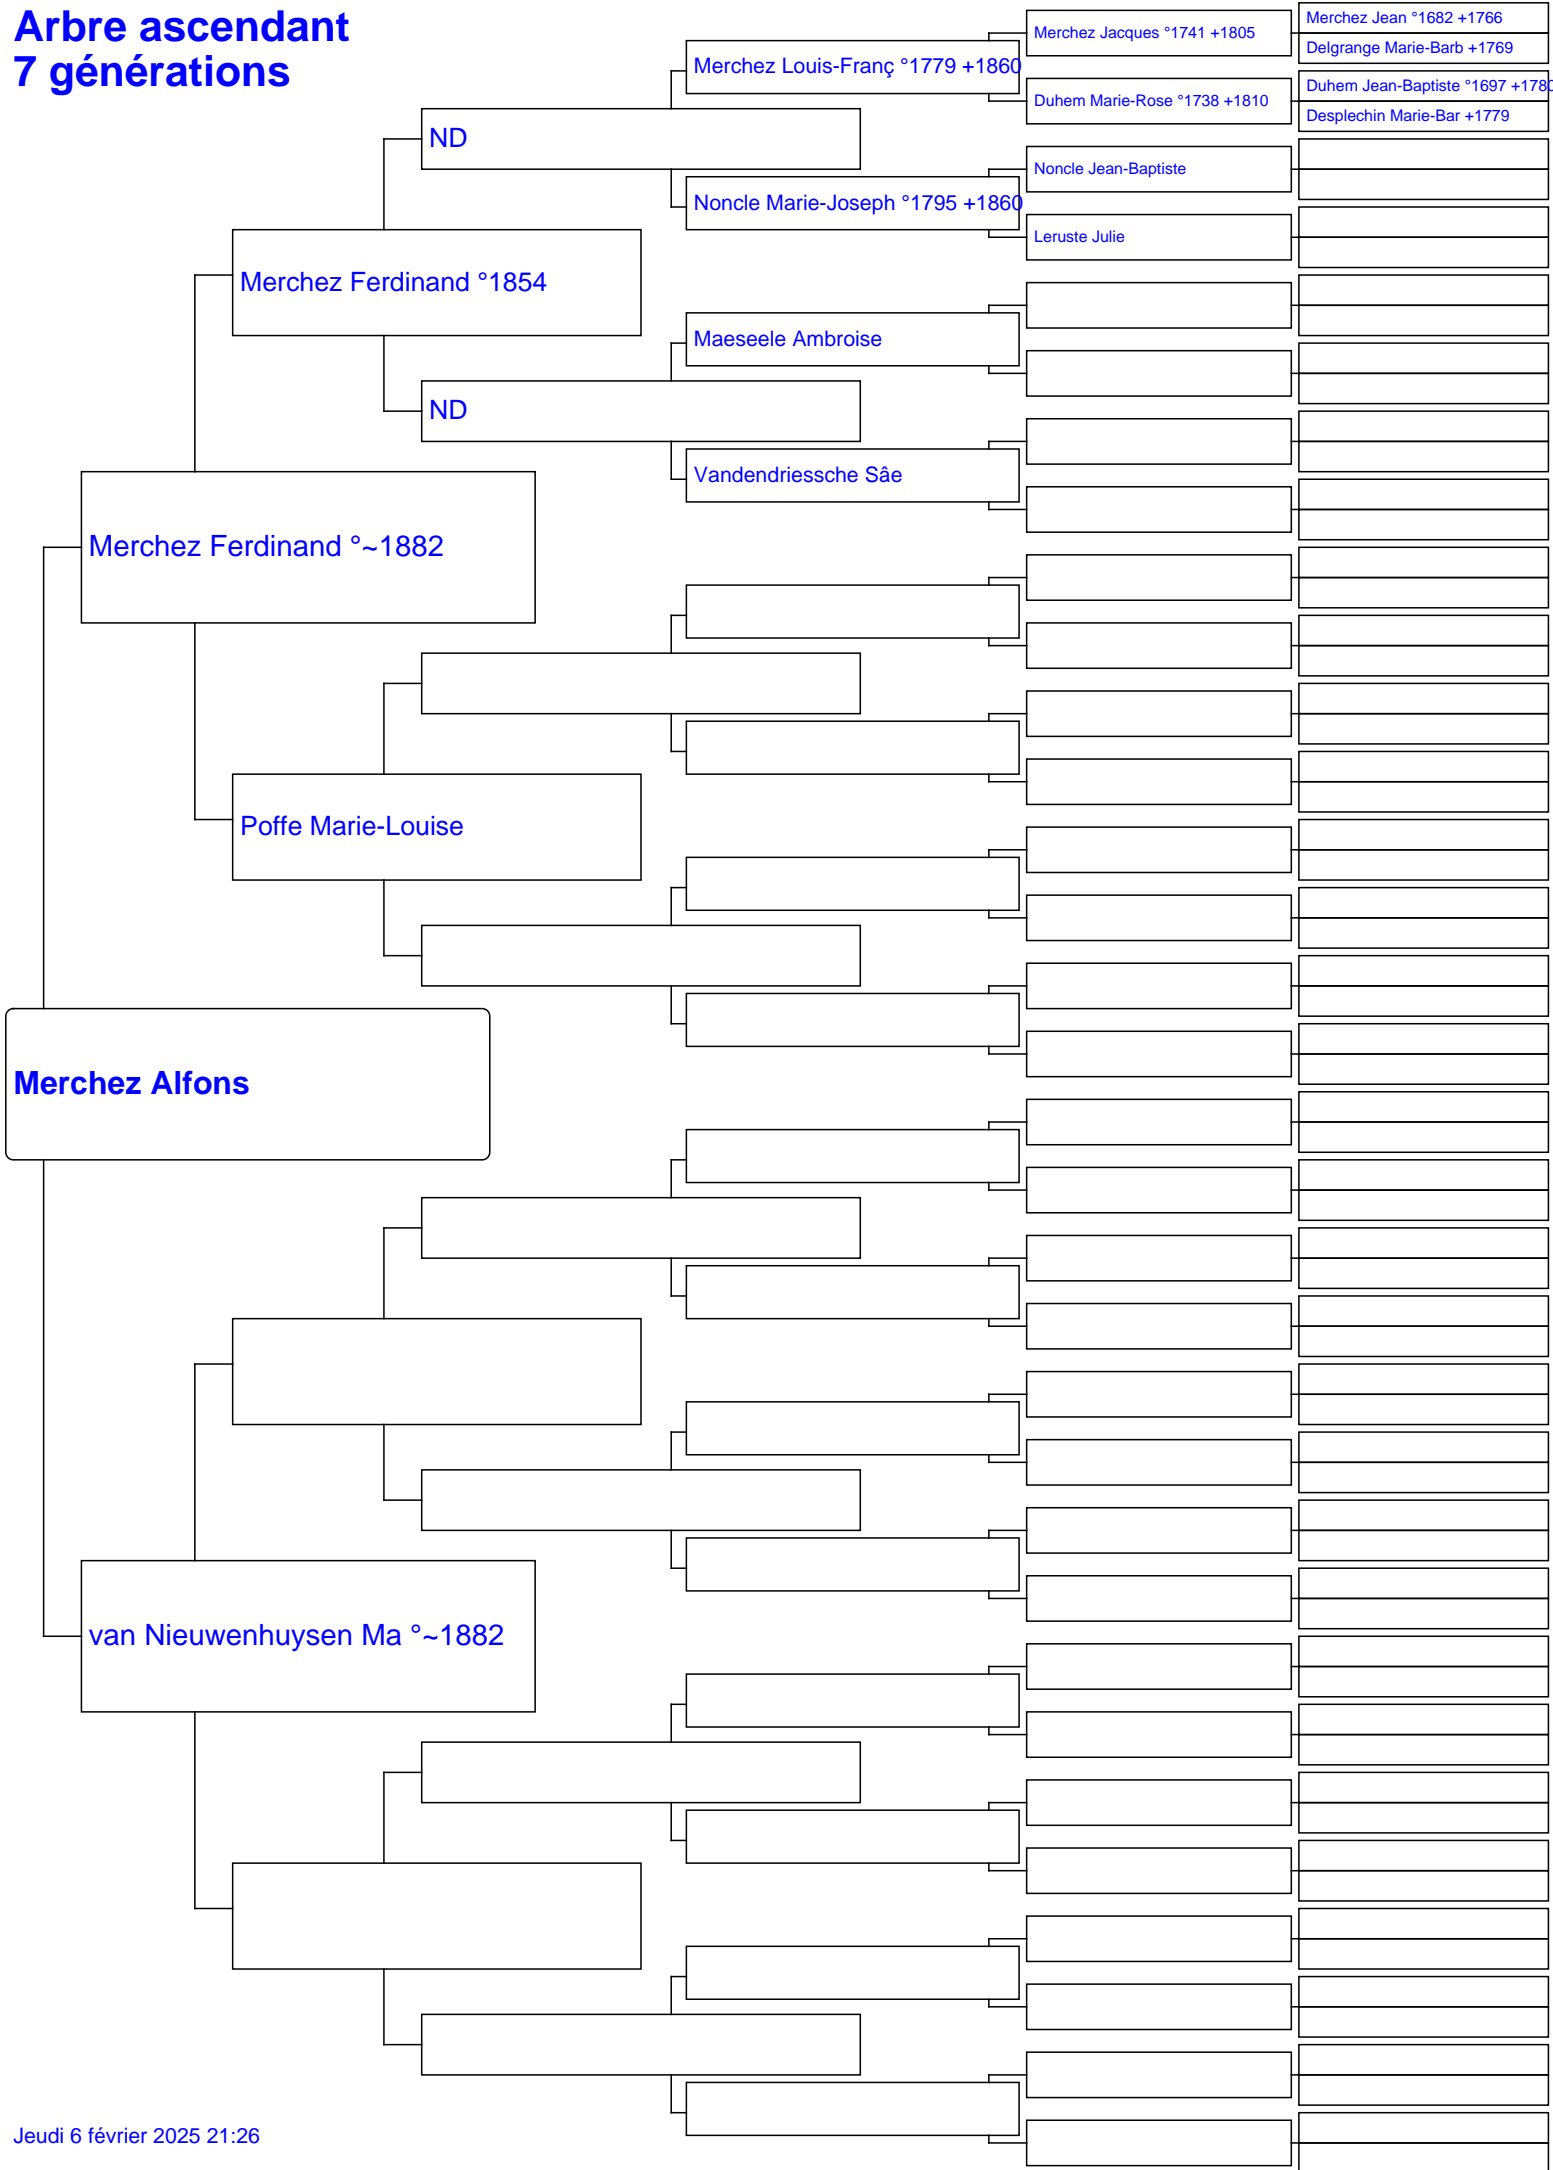 Arbre ascendant
7 générations
Merchez Jean °1682 +1766
Merchez Jacques °1741 +1805
Delgrange Marie-Barb +1769
Merchez Louis-Franç °1779 +1860
Duhem Jean-Baptiste °1697 +1780
Duhem Marie-Rose °1738 +1810
Desplechin Marie-Bar +1779
ND
Noncle Jean-Baptiste
Noncle Marie-Joseph °1795 +1860
Leruste Julie
Merchez Ferdinand °1854
Maeseele Ambroise
ND
Vandendriessche Sâe
Merchez Ferdinand °~1882
Poffe Marie-Louise
Merchez Alfons
van Nieuwenhuysen Ma °~1882
Jeudi 6 février 2025 21:26